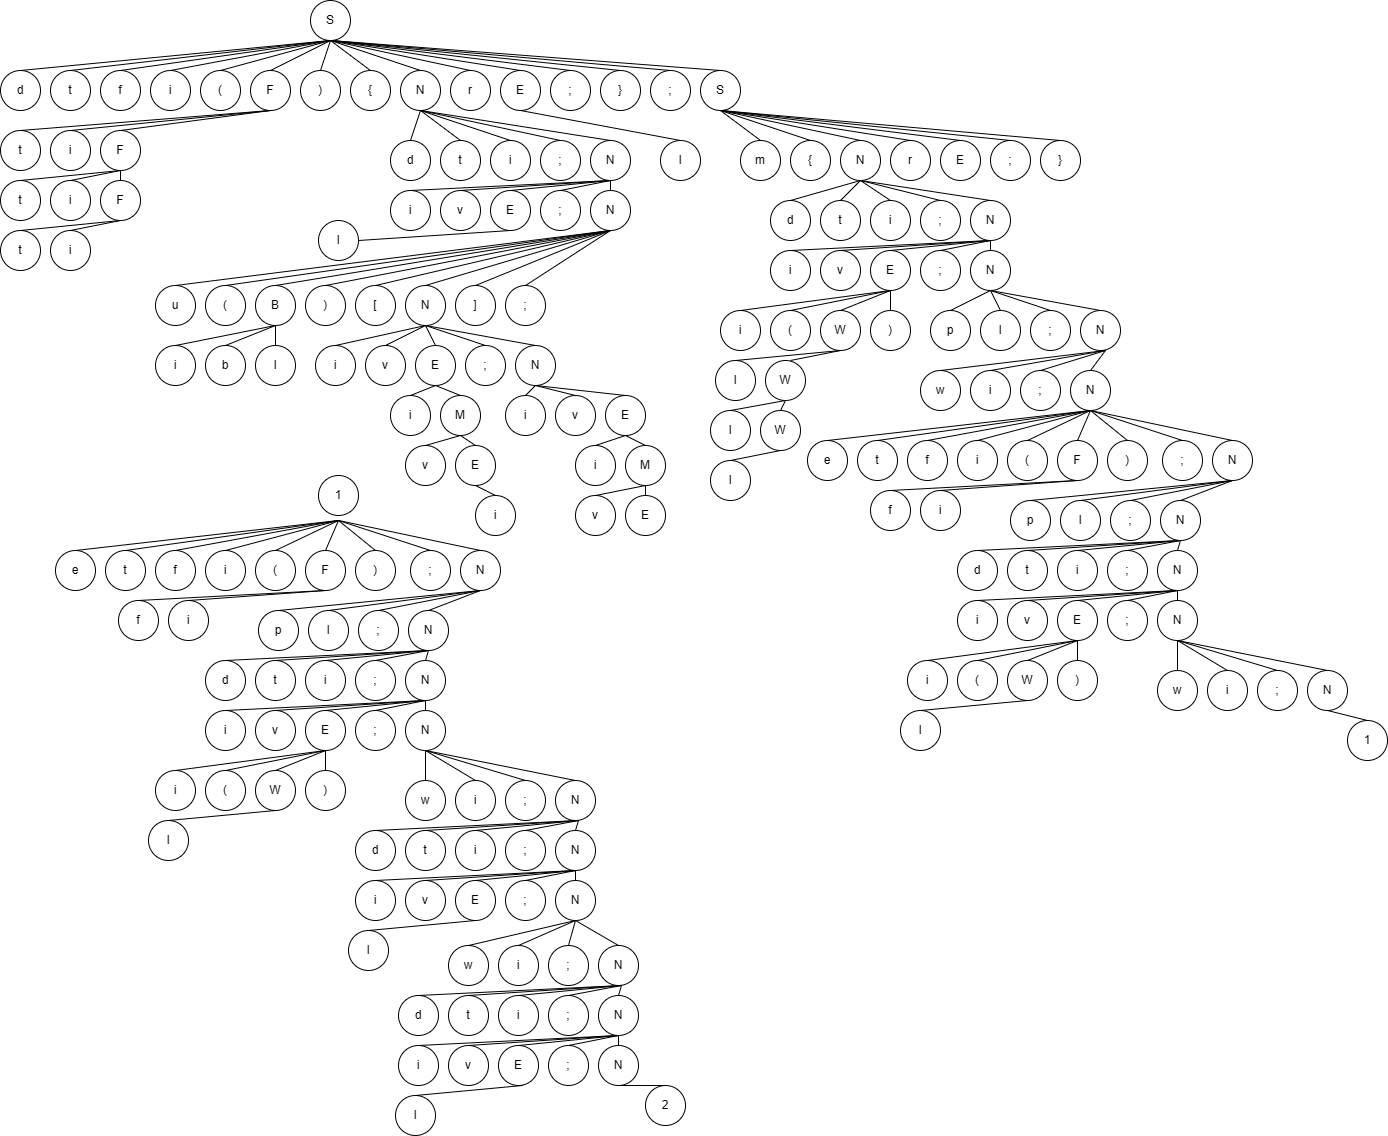 S
d t f i ( F ) { N r E ; } ; S
t i F d t i ; N l m { N r E ; }
t i F i v E ; N d t i ; N
t i l
i v E ; N
u ( B ) [ N ] ;
i ( W ) p l ; N
i b l i v E ; N
l W w i ; N
i M i v E
l W
v E i M e t f i ( F ) ; N
l
1
i v E f i p l ; N
e t f i ( F ) ; N d t i ; N
f i p l ; N i v E ; N
d t i ; N i ( W ) w i ; N
i v E ; N l 1
i ( W ) w i ; N
l d t i ; N
i v E ; N
l
w i ; N
d t i ; N
i v E ; N
l 2